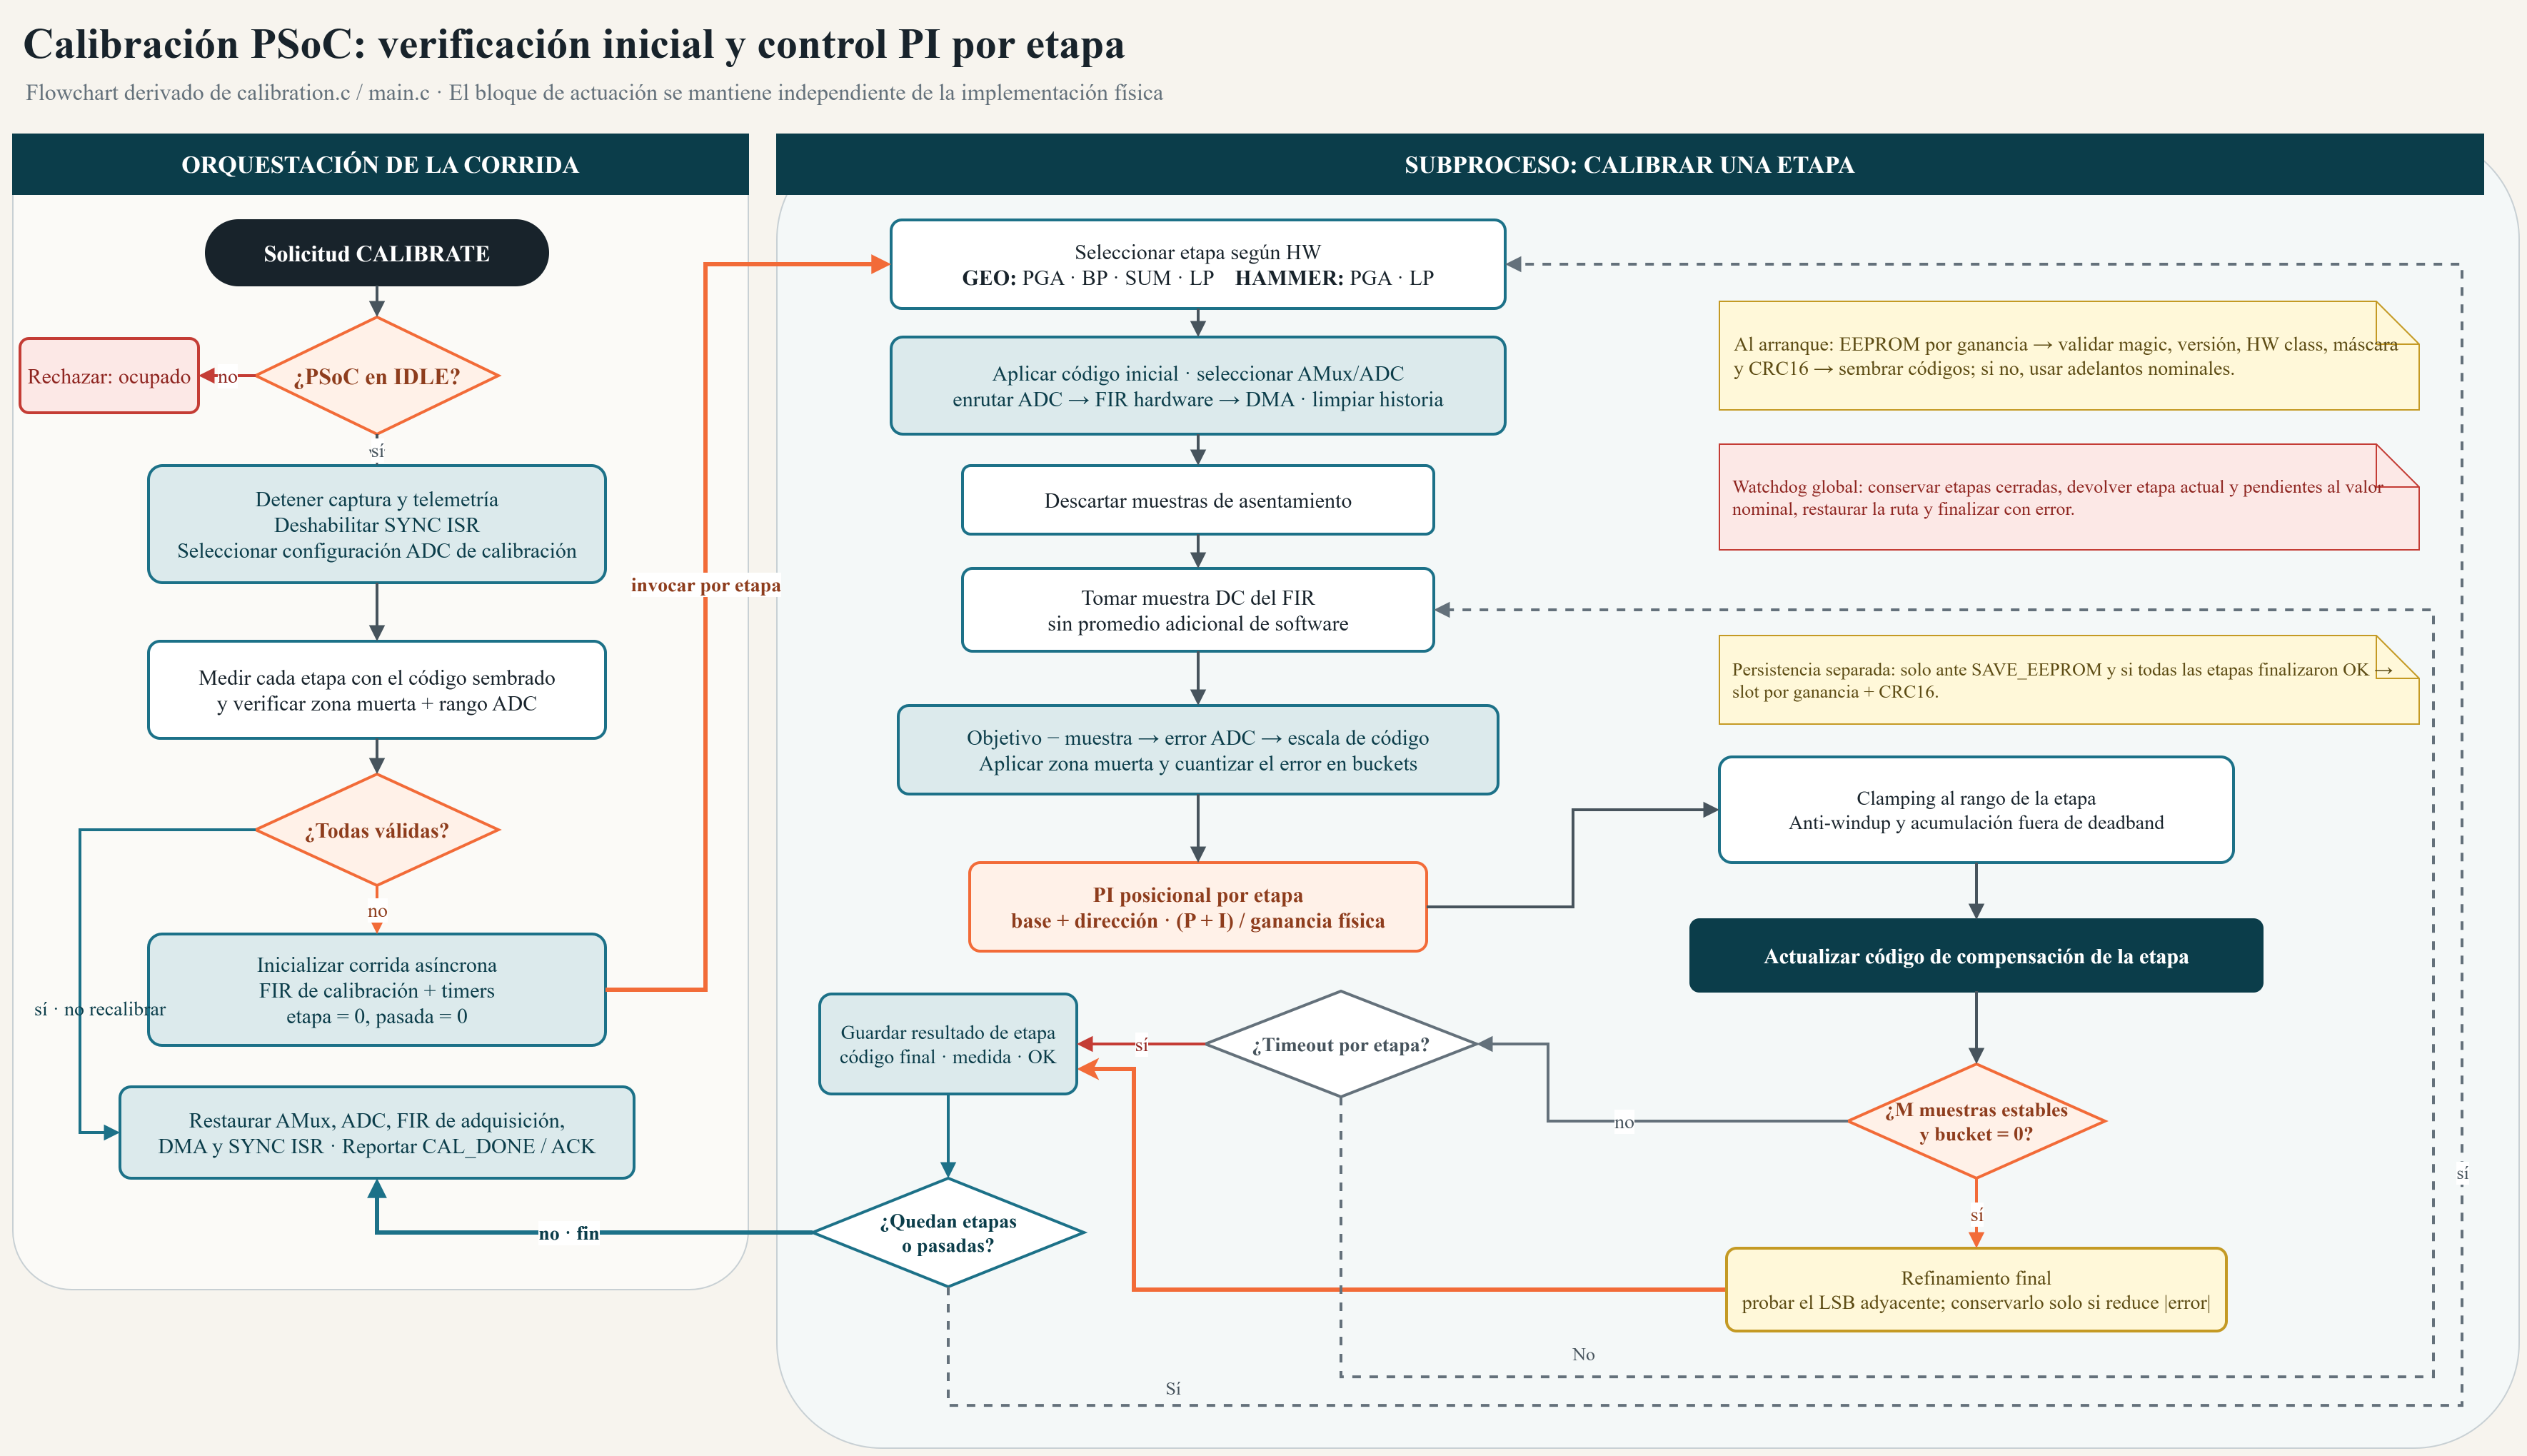 Calibración PSoC: verificación inicial y control PI por etapa
Flowchart derivado de calibration.c / main.c · El bloque de actuación se mantiene independiente de la implementación física
ORQUESTACIÓN DE LA CORRIDA
Solicitud CALIBRATE
¿PSoC en IDLE?
no
Rechazar: ocupado
sí
Detener captura y telemetría
Deshabilitar SYNC ISR
Seleccionar configuración ADC de calibración
Medir cada etapa con el código sembrado
y verificar zona muerta + rango ADC
¿Todas válidas?
no
sí · no recalibrar
Inicializar corrida asíncrona
FIR de calibración + timers
etapa = 0, pasada = 0
Restaurar AMux, ADC, FIR de adquisición,
DMA y SYNC ISR · Reportar CAL_DONE / ACK
invocar por etapa
no · fin
SUBPROCESO: CALIBRAR UNA ETAPA
Seleccionar etapa según HW
GEO: PGA · BP · SUM · LP HAMMER: PGA · LP
Aplicar código inicial · seleccionar AMux/ADC
enrutar ADC → FIR hardware → DMA · limpiar historia
Descartar muestras de asentamiento
Tomar muestra DC del FIR
sin promedio adicional de software
Objetivo − muestra → error ADC → escala de código
Aplicar zona muerta y cuantizar el error en buckets
PI posicional por etapa
base + dirección · (P + I) / ganancia física
Al arranque: EEPROM por ganancia → validar magic, versión, HW class, máscara
y CRC16 → sembrar códigos; si no, usar adelantos nominales.
Watchdog global: conservar etapas cerradas, devolver etapa actual y pendientes al valor
nominal, restaurar la ruta y finalizar con error.
Persistencia separada: solo ante SAVE_EEPROM y si todas las etapas finalizaron OK →
slot por ganancia + CRC16.
Clamping al rango de la etapa
Anti-windup y acumulación fuera de deadband
Actualizar código de compensación de la etapa
¿M muestras estables
y bucket = 0?
no
sí
¿Timeout por etapa?
sí
Guardar resultado de etapa
código final · medida · OK
¿Quedan etapas
o pasadas?
Refinamiento final
probar el LSB adyacente; conservarlo solo si reduce |error|
sí
No
Sí